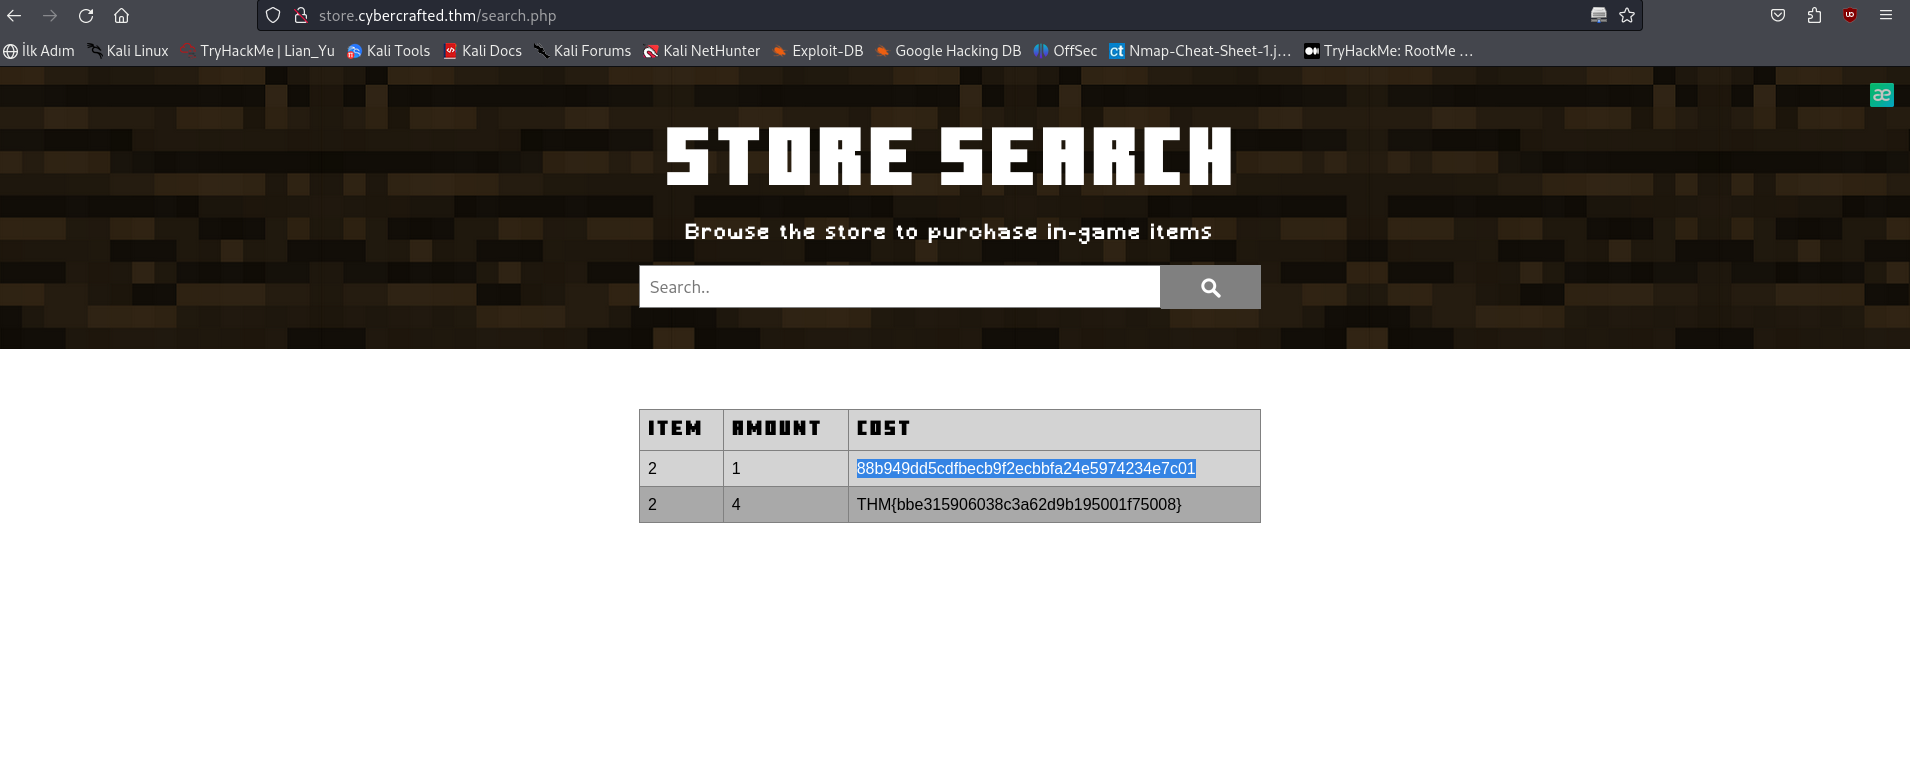 store.cybercrafted.thm/search.php
İlk Adım Kali Linux TryHackMe | Lian_Yu Kali Tools Kali Docs Kali Forums Kali NetHunter Exploit-DB Google Hacking DB OffSec Nmap-Cheat-Sheet-1.j… TryHackMe: RootMe …
STORE SEARCH
Browse the store to purchase in-game items
Search..
ITEM AMOUNT COST
2 1 88b949dd5cdfbecb9f2ecbbfa24e5974234e7c01
2 4 THM{bbe315906038c3a62d9b195001f75008}